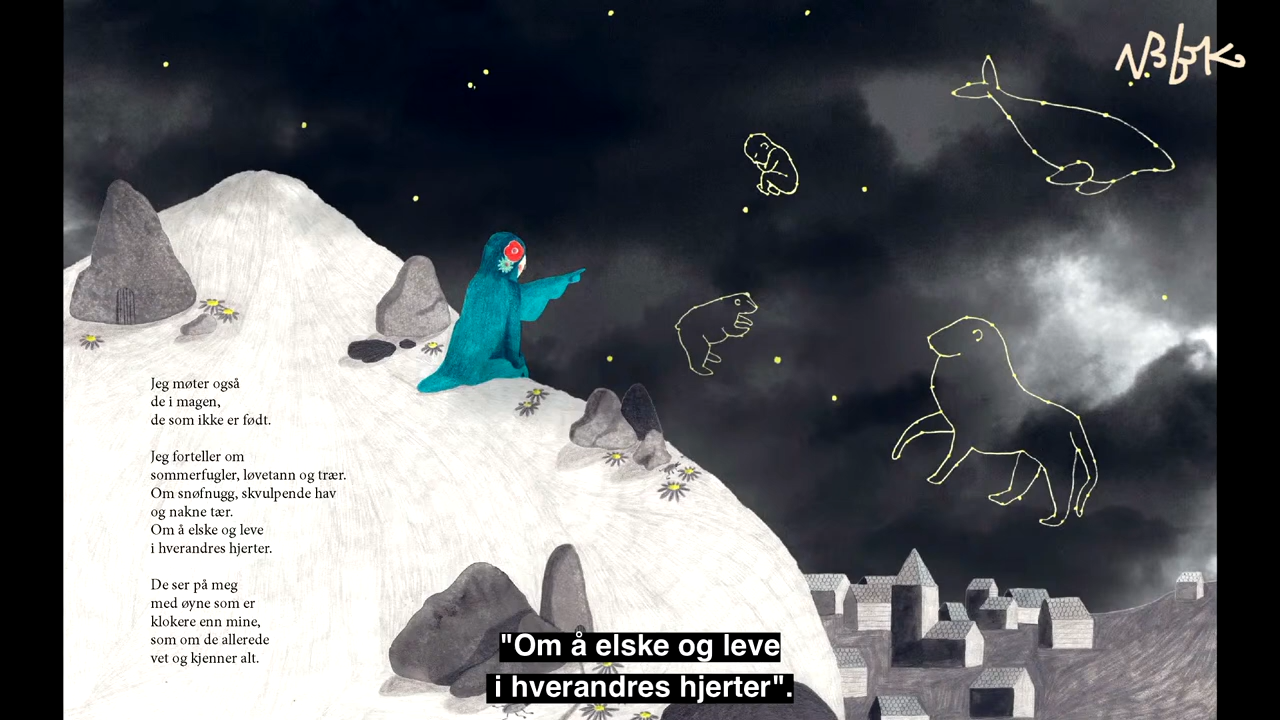 NBbK
Jeg møter også
de i magen,
de som ikke er født.
Jeg forteller om
sommerfugler, løvetann og trær.
Om snøfnugg, skvulpende hav
og nakne tær.
Om å elske og leve
i hverandres hjerter.
De ser på meg
med øyne som er
klokere enn mine,
som om de allerede
vet og kjenner alt.
"Om å elske og leve
i hverandres hjerter".